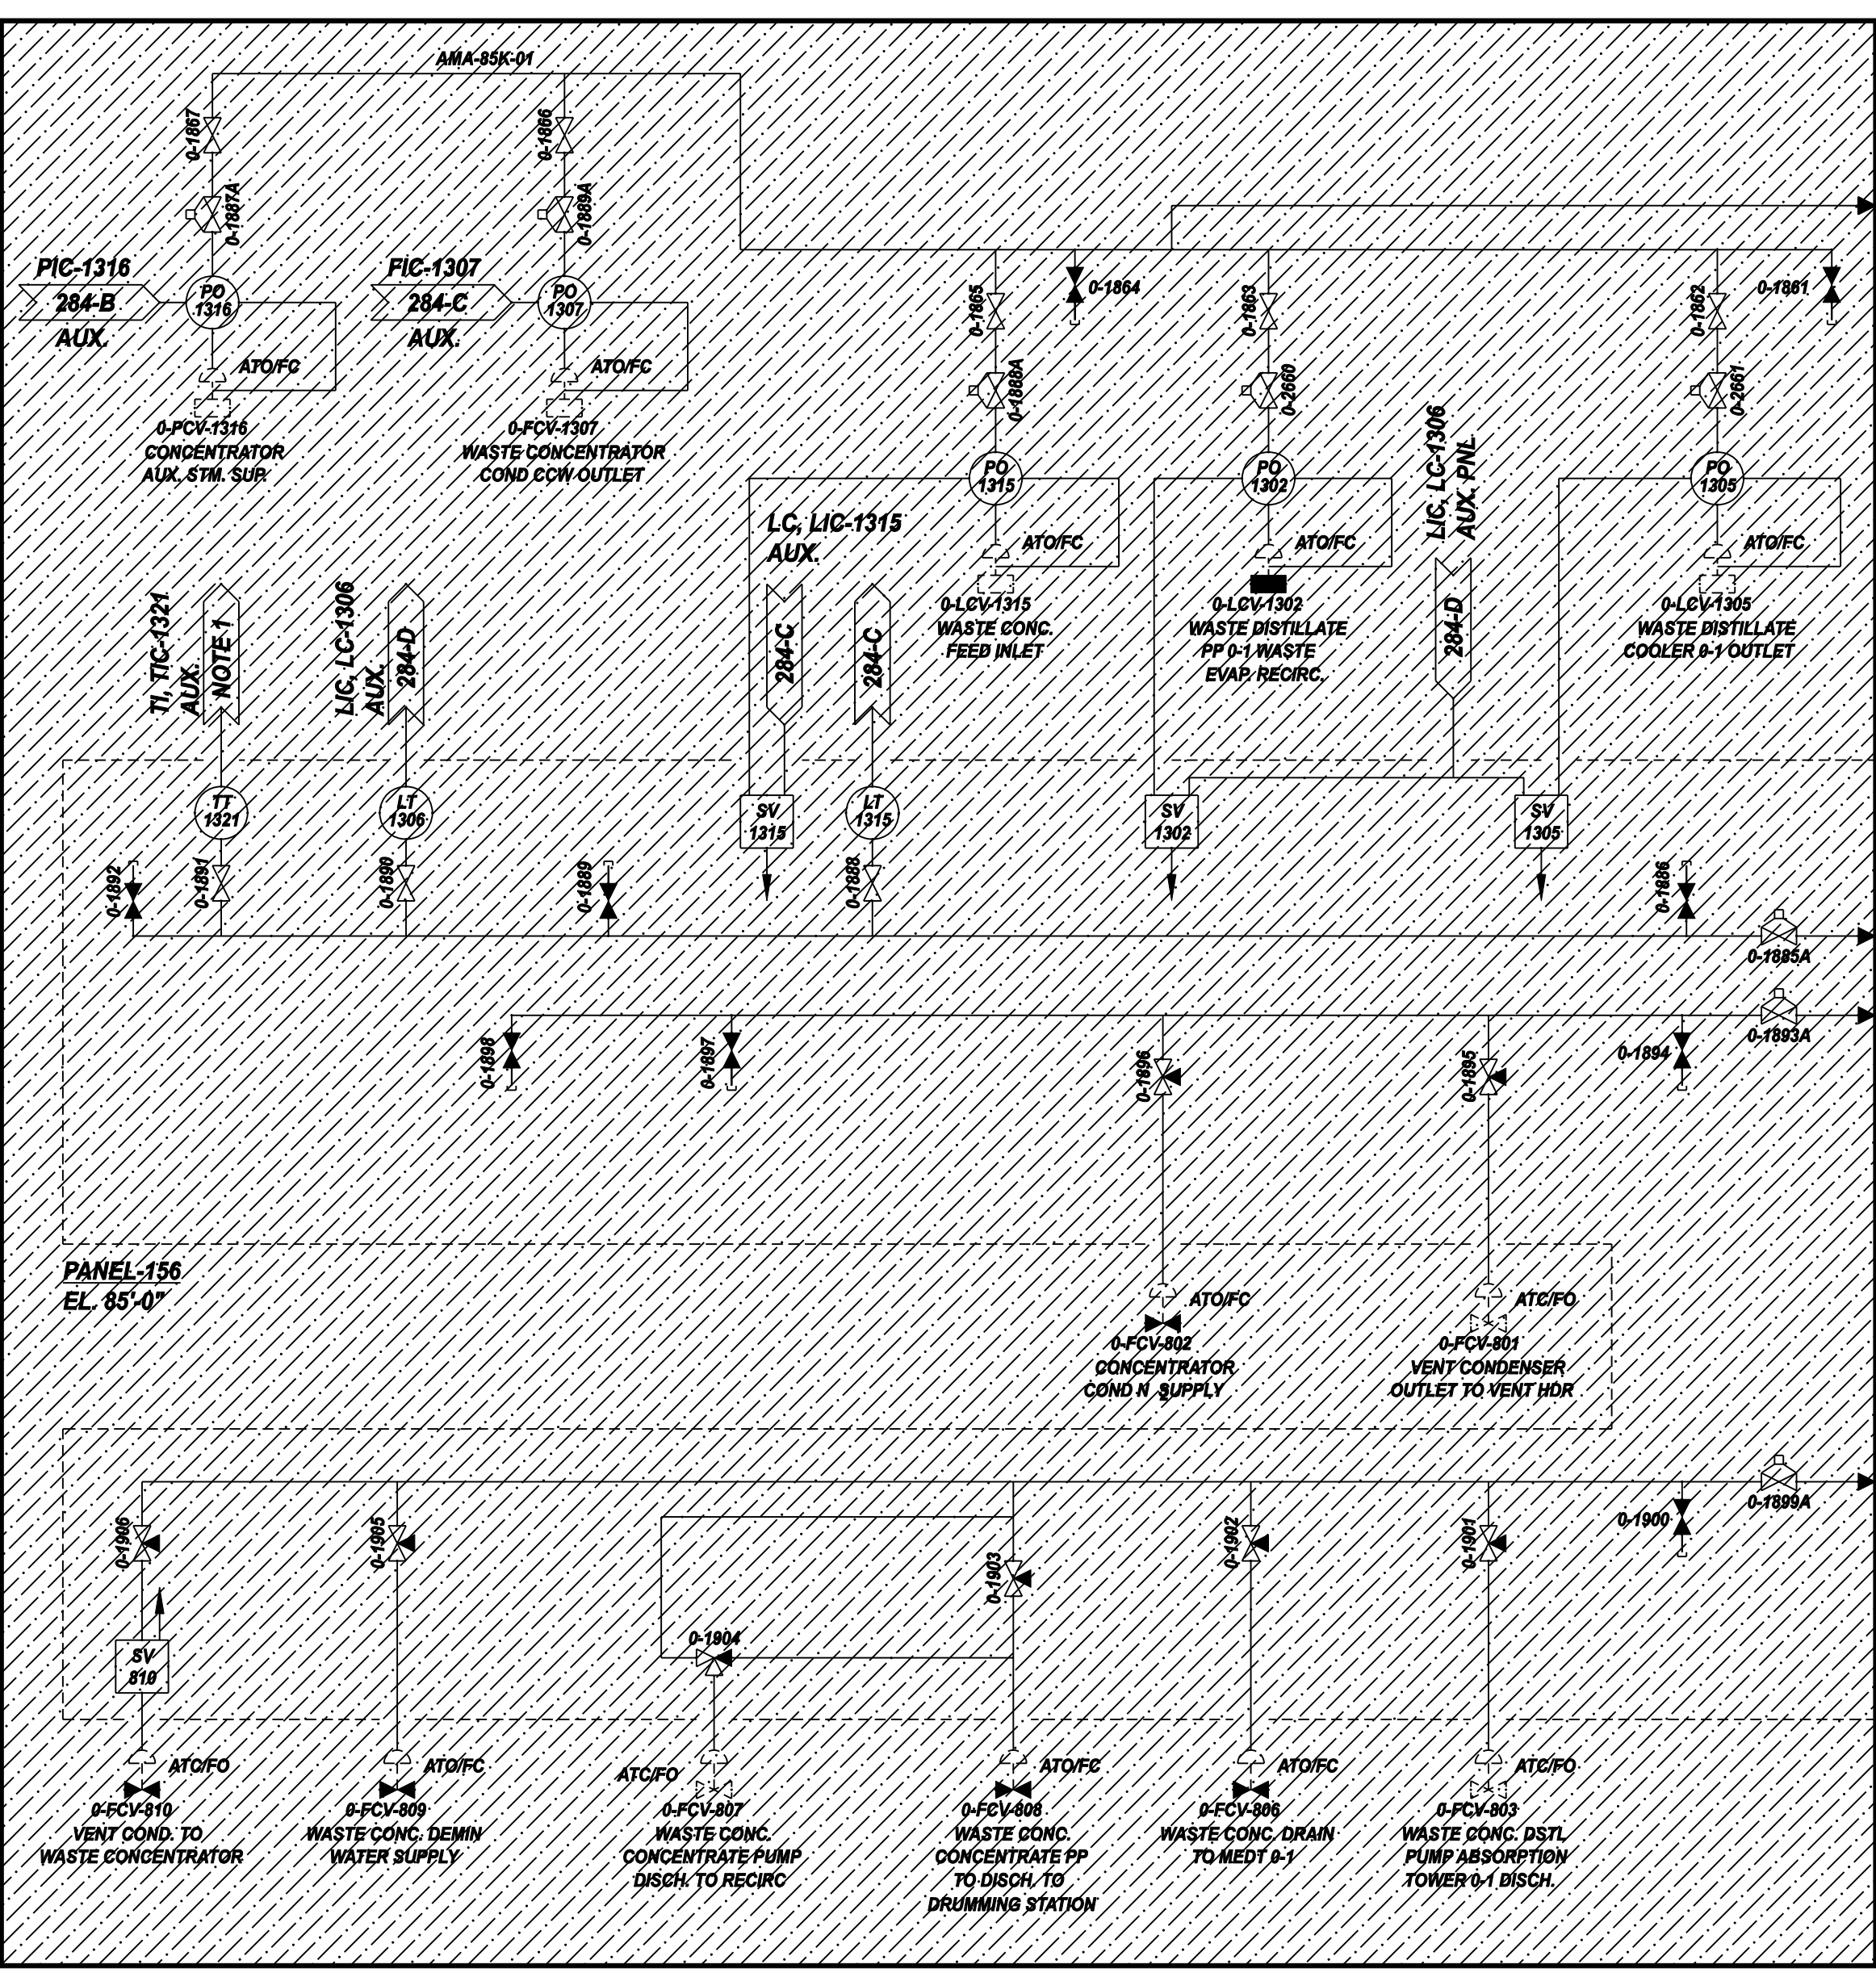 AMA-85K-01
0-1867
0-1866
0-1887A
0-1889A
PIC-1316
284-B
AUX.
PO
1316
FIC-1307
284-C
AUX.
PO
1307
ATO/FC
ATO/FC
0-PCV-1316
CONCENTRATOR
AUX. STM. SUP.
0-FCV-1307
WASTE CONCENTRATOR
COND CCW OUTLET
0-1865
0-1864
0-1863
0-1862
0-1861
0-1888A
0-2660
0-2661
PO
1315
PO
1302
PO
1305
LIC, LC-1306
AUX. PNL
284-D
ATO/FC
ATO/FC
ATO/FC
0-LCV-1315
WASTE CONC.
FEED INLET
0-LCV-1302
WASTE DISTILLATE
PP 0-1 WASTE
EVAP. RECIRC.
0-LCV-1305
WASTE DISTILLATE
COOLER 0-1 OUTLET
LC, LIC-1315
AUX.
284-C
284-C
TI, TIC-1321
AUX.
NOTE 1
LIC, LC-1306
AUX.
284-D
TT
1321
LT
1306
SV
1315
LT
1315
SV
1302
SV
1305
0-1892
0-1891
0-1890
0-1889
0-1888
0-1886
0-1885A
0-1893A
0-1898
0-1897
0-1896
0-1895
0-1894
PANEL-156
EL. 85'-0"
ATO/FC
ATC/FO
0-FCV-802
CONCENTRATOR
COND N2 SUPPLY
0-FCV-801
VENT CONDENSER
OUTLET TO VENT HDR
0-1899A
0-1906
0-1905
0-1904
0-1903
0-1902
0-1901
0-1900
SV
810
ATC/FO
ATO/FC
ATC/FO
ATO/FC
ATO/FC
ATC/FO
0-FCV-810
VENT COND. TO
WASTE CONCENTRATOR
0-FCV-809
WASTE CONC. DEMIN
WATER SUPPLY
0-FCV-807
WASTE CONC.
CONCENTRATE PUMP
DISCH. TO RECIRC
0-FCV-808
WASTE CONC.
CONCENTRATE PP
TO DISCH. TO
DRUMMING STATION
0-FCV-806
WASTE CONC. DRAIN
TO MEDT 0-1
0-FCV-803
WASTE CONC. DSTL
PUMP ABSORPTION
TOWER 0-1 DISCH.